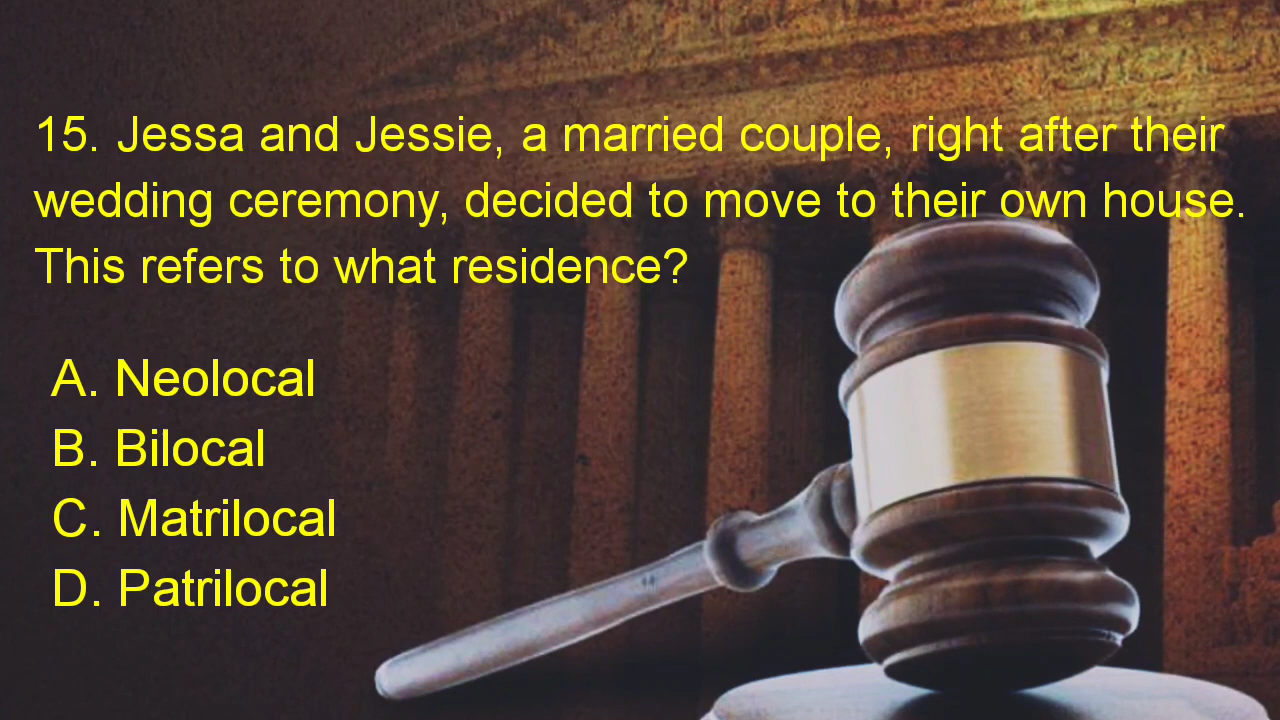 15. Jessa and Jessie, a married couple, right after their
wedding ceremony, decided to move to their own house.
This refers to what residence?
A. Neolocal
B. Bilocal
C. Matrilocal
D. Patrilocal